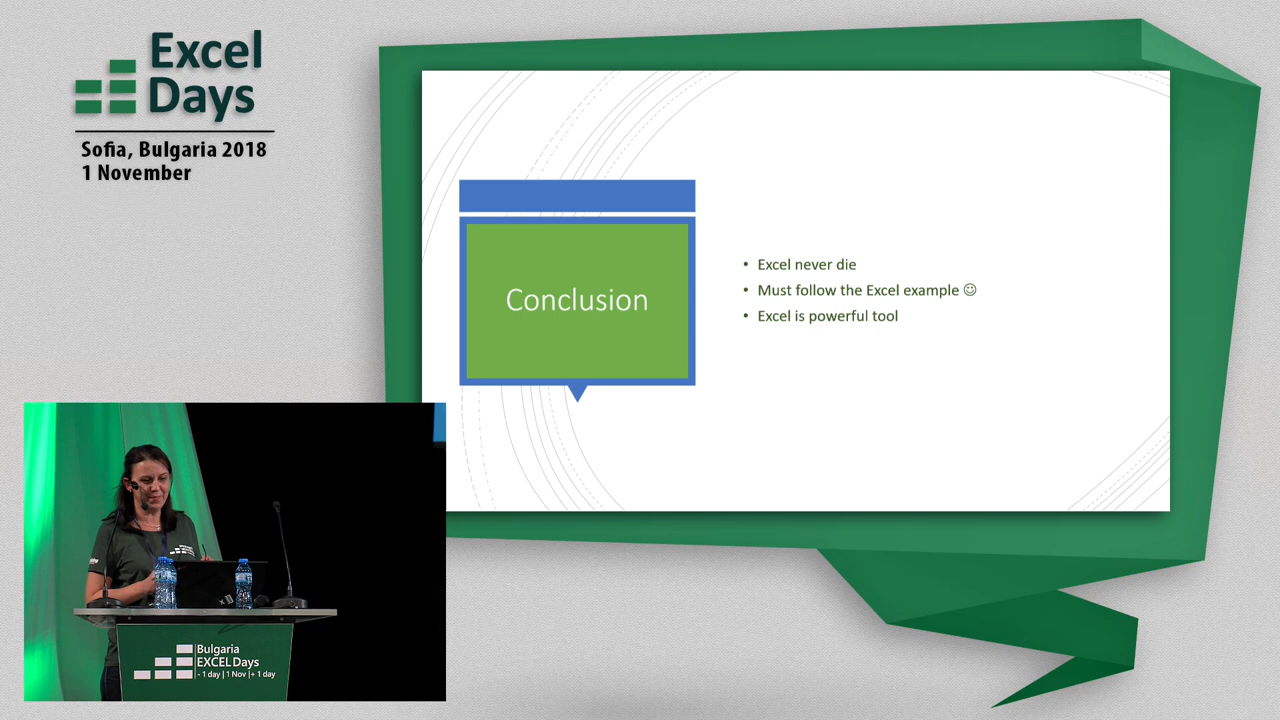 Excel
Days
Sofia, Bulgaria 2018
1 November
Conclusion
• Excel never die
• Must follow the Excel example ☺
• Excel is powerful tool
Bulgaria
EXCEL Days
- 1 day | 1 Nov |+ 1 day